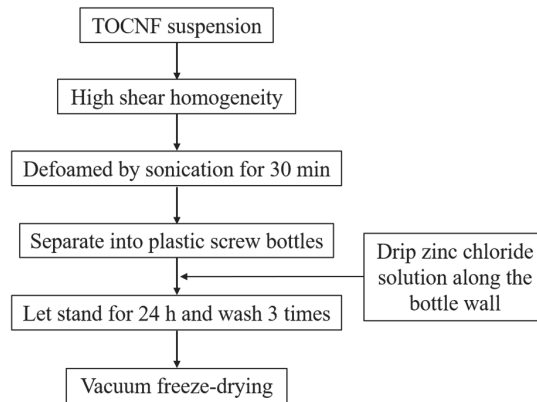 TOCNF suspension
High shear homogeneity
Defoamed by sonication for 30 min
Separate into plastic screw bottles
Drip zinc chloride
solution along the
bottle wall
Let stand for 24 h and wash 3 times
Vacuum freeze-drying